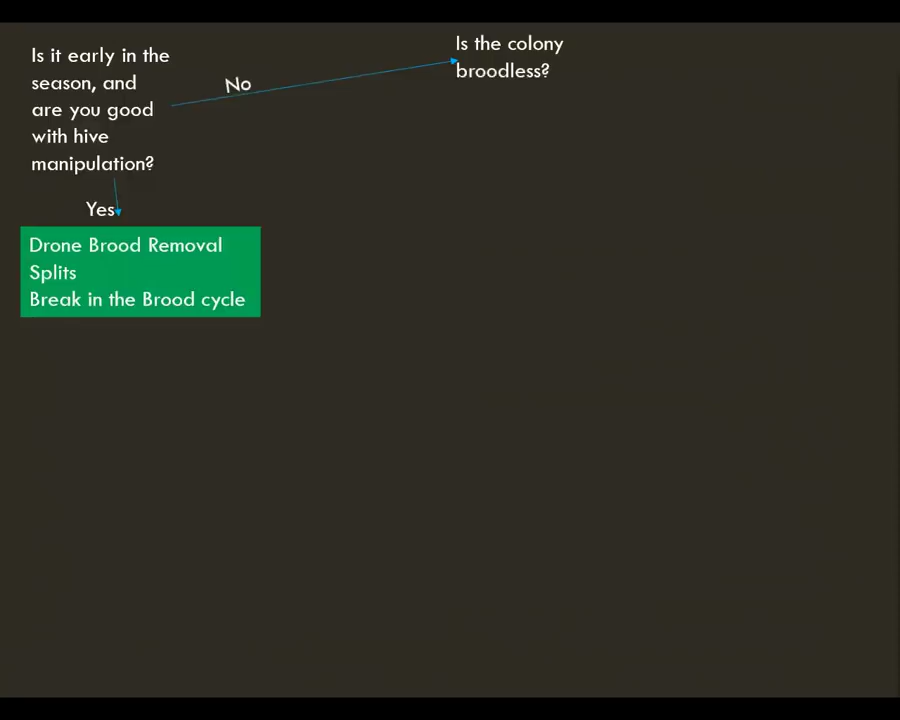 Is it early in the
season, and
are you good
with hive
manipulation?
No
Is the colony
broodless?
Yes
Drone Brood Removal
Splits
Break in the Brood cycle